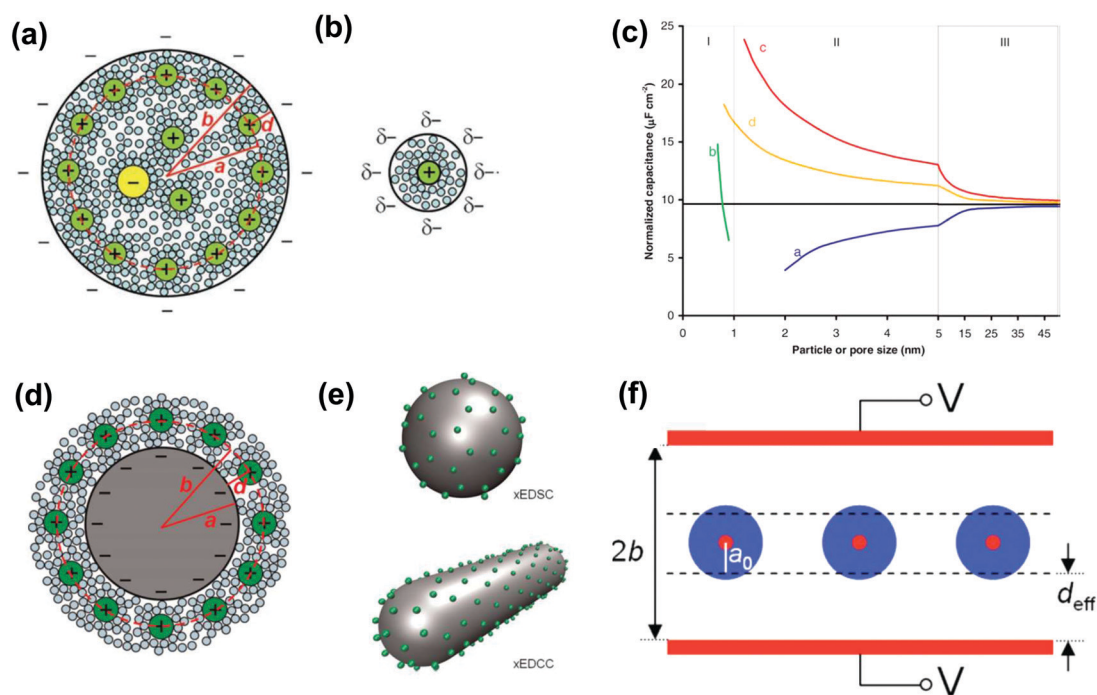 (a)
b
d
a
+
+
+
+
+
+
+
+
+
+
+
+
+
+
−
−
−
−
−
−
−
−
−
−
−
−
−
(b)
δ−
δ−
δ−
δ−
δ−
δ−
δ−
δ−
+
(c)
Normalized capacitance (µF cm⁻²)
25
20
15
10
5
0
I
II
III
c
d
b
a
0
1
2
3
4
5
15
25
35
45
Particle or pore size (nm)
(d)
b
d
a
+
+
+
+
+
+
+
+
+
+
+
+
−
−
−
−
−
−
−
−
−
−
−
−
(e)
xEDSC
xEDCC
(f)
V
2b
a₀
d_eff
V